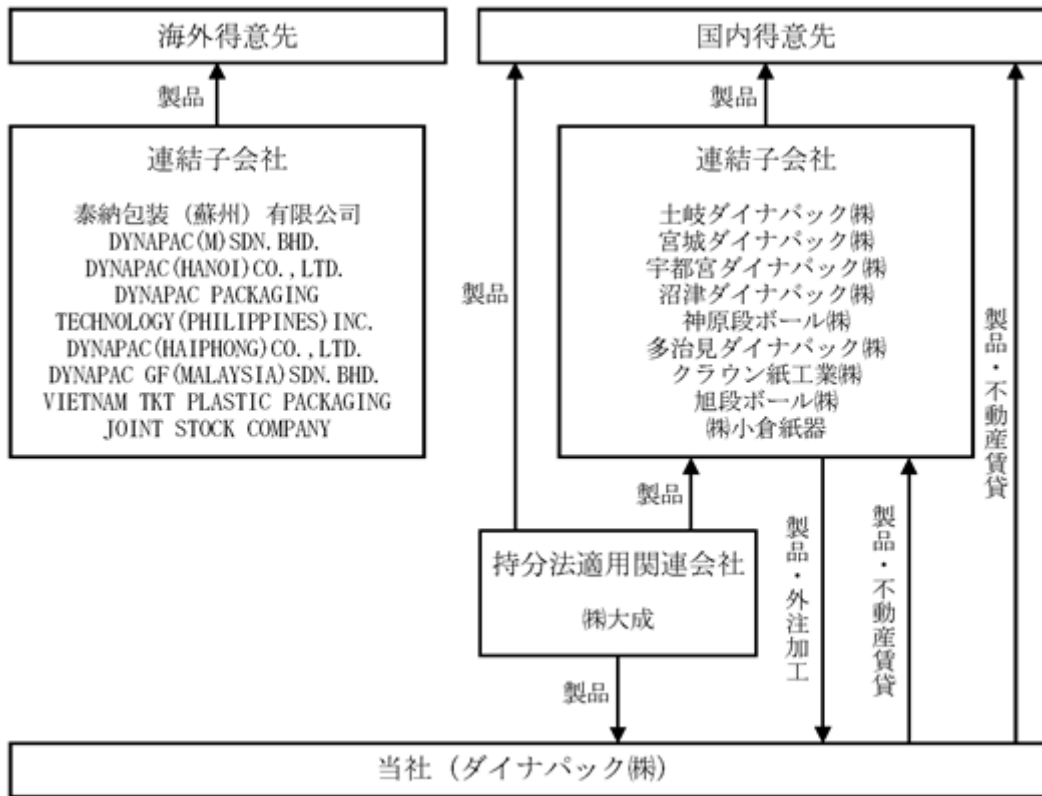 海外得意先
国内得意先
製品
製品
連結子会社
泰納包装（蘇州）有限公司
DYNAPAC(M)SDN.BHD.
DYNAPAC(HANOI)CO.,LTD.
DYNAPAC PACKAGING
TECHNOLOGY(PHILIPPINES)INC.
DYNAPAC(HAIPHONG)CO.,LTD.
DYNAPAC GF(MALAYSIA)SDN.BHD.
VIETNAM TKT PLASTIC PACKAGING
JOINT STOCK COMPANY
製品
連結子会社
土岐ダイナパック㈱
宮城ダイナパック㈱
宇都宮ダイナパック㈱
沼津ダイナパック㈱
神原段ボール㈱
多治見ダイナパック㈱
クラウン紙工業㈱
旭段ボール㈱
㈱小倉紙器
製品・不動産賃貸
製品
持分法適用関連会社
㈱大成
製品・外注加工
製品・不動産賃貸
製品
当社（ダイナパック㈱）